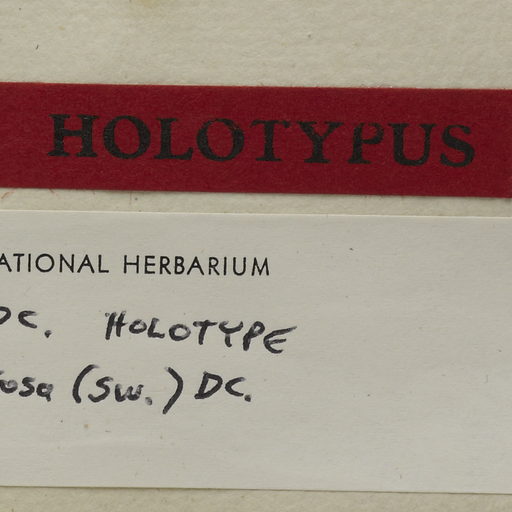 HOLOTYPUS
ATIONAL HERBARIUM
DC. HOLOTYPE
osa (SW.) DC.